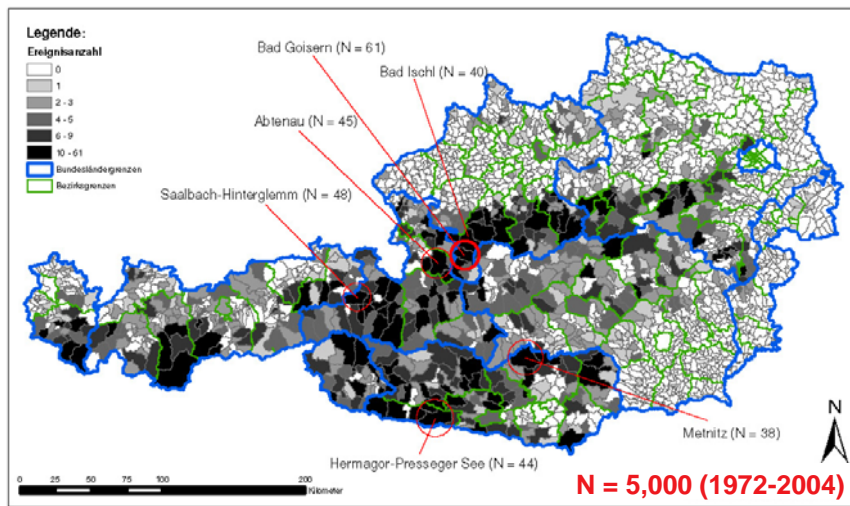 Legende:
Ereignisanzahl
0
1
2 - 3
4 - 5
6 - 9
10 - 61
Bundesländergrenzen
Bezirksgrenzen
Bad Goisern (N = 61)
Bad Ischl (N = 40)
Abtenau (N = 45)
Saalbach-Hinterglemm (N = 48)
Metnitz (N = 38)
Hermagor-Presseger See (N = 44)
N
0 25 50 100 200
Kilometer
N = 5,000 (1972-2004)